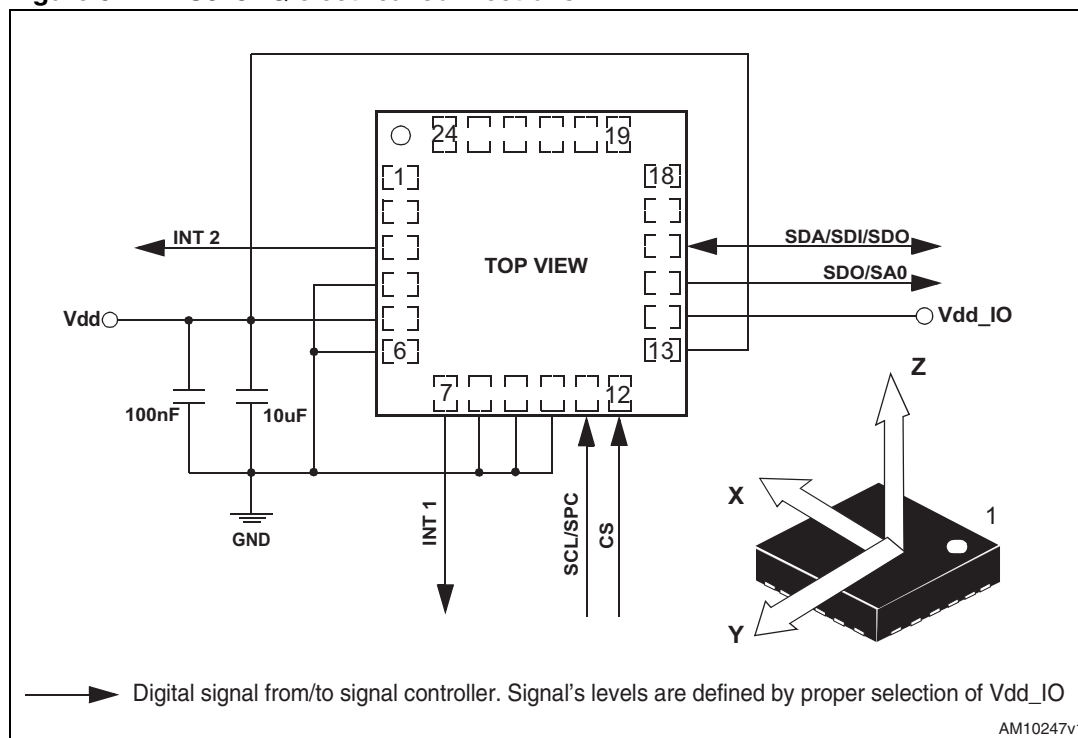 24
19
1
18
INT 2
SDA/SDI/SDO
TOP VIEW
SDO/SA0
Vdd
Vdd_IO
6
13
7
12
Z
100nF
10uF
X
1
GND
INT 1
SCL/SPC
CS
Y
Digital signal from/to signal controller. Signal's levels are defined by proper selection of Vdd_IO